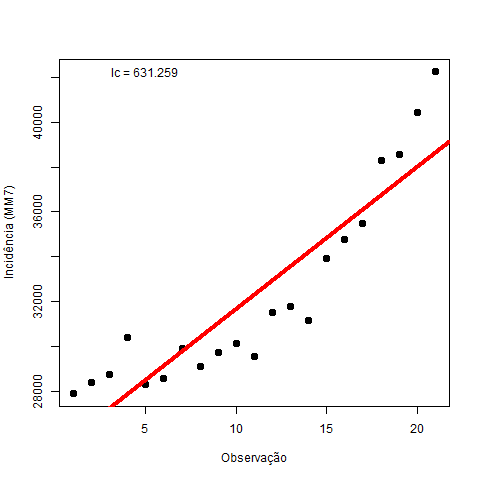 Ic = 631.259
Incidência (MM7)
40000
36000
32000
28000
5 10 15 20
Observação